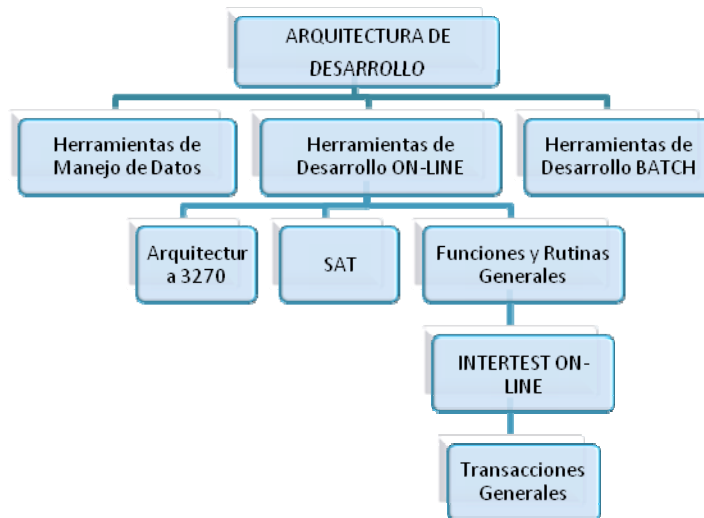 ARQUITECTURA DE
DESARROLLO
Herramientas de
Manejo de Datos
Herramientas de
Desarrollo ON-LINE
Herramientas de
Desarrollo BATCH
Arquitectur
a 3270
SAT
Funciones y Rutinas
Generales
INTERTEST ON-
LINE
Transacciones
Generales